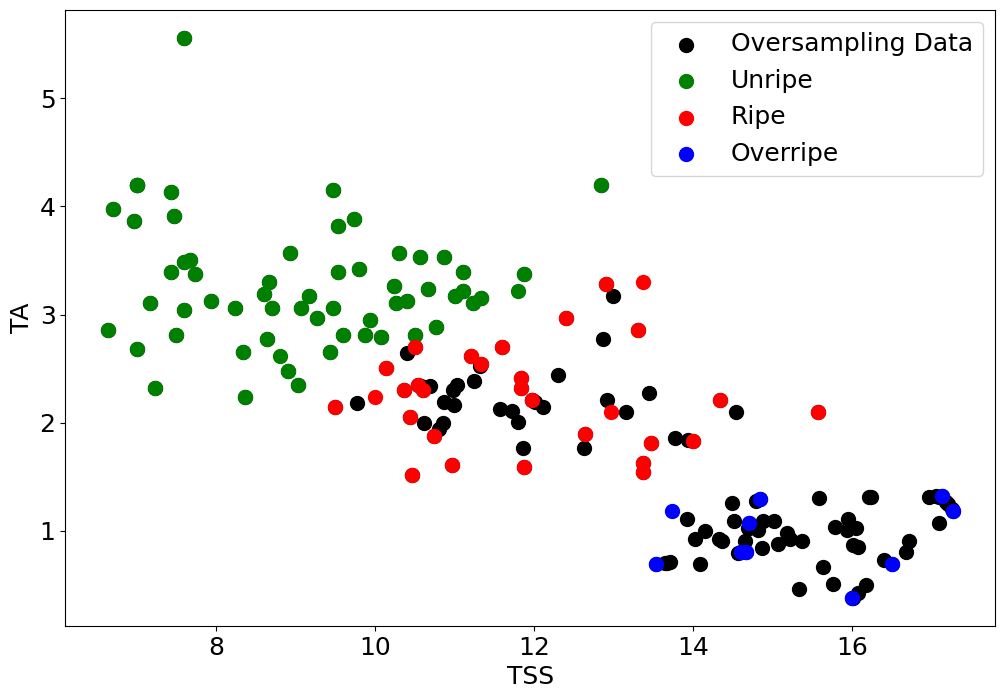 Oversampling Data
Unripe
Ripe
Overripe
TA
5
4
3
2
1
8 10 12 14 16
TSS